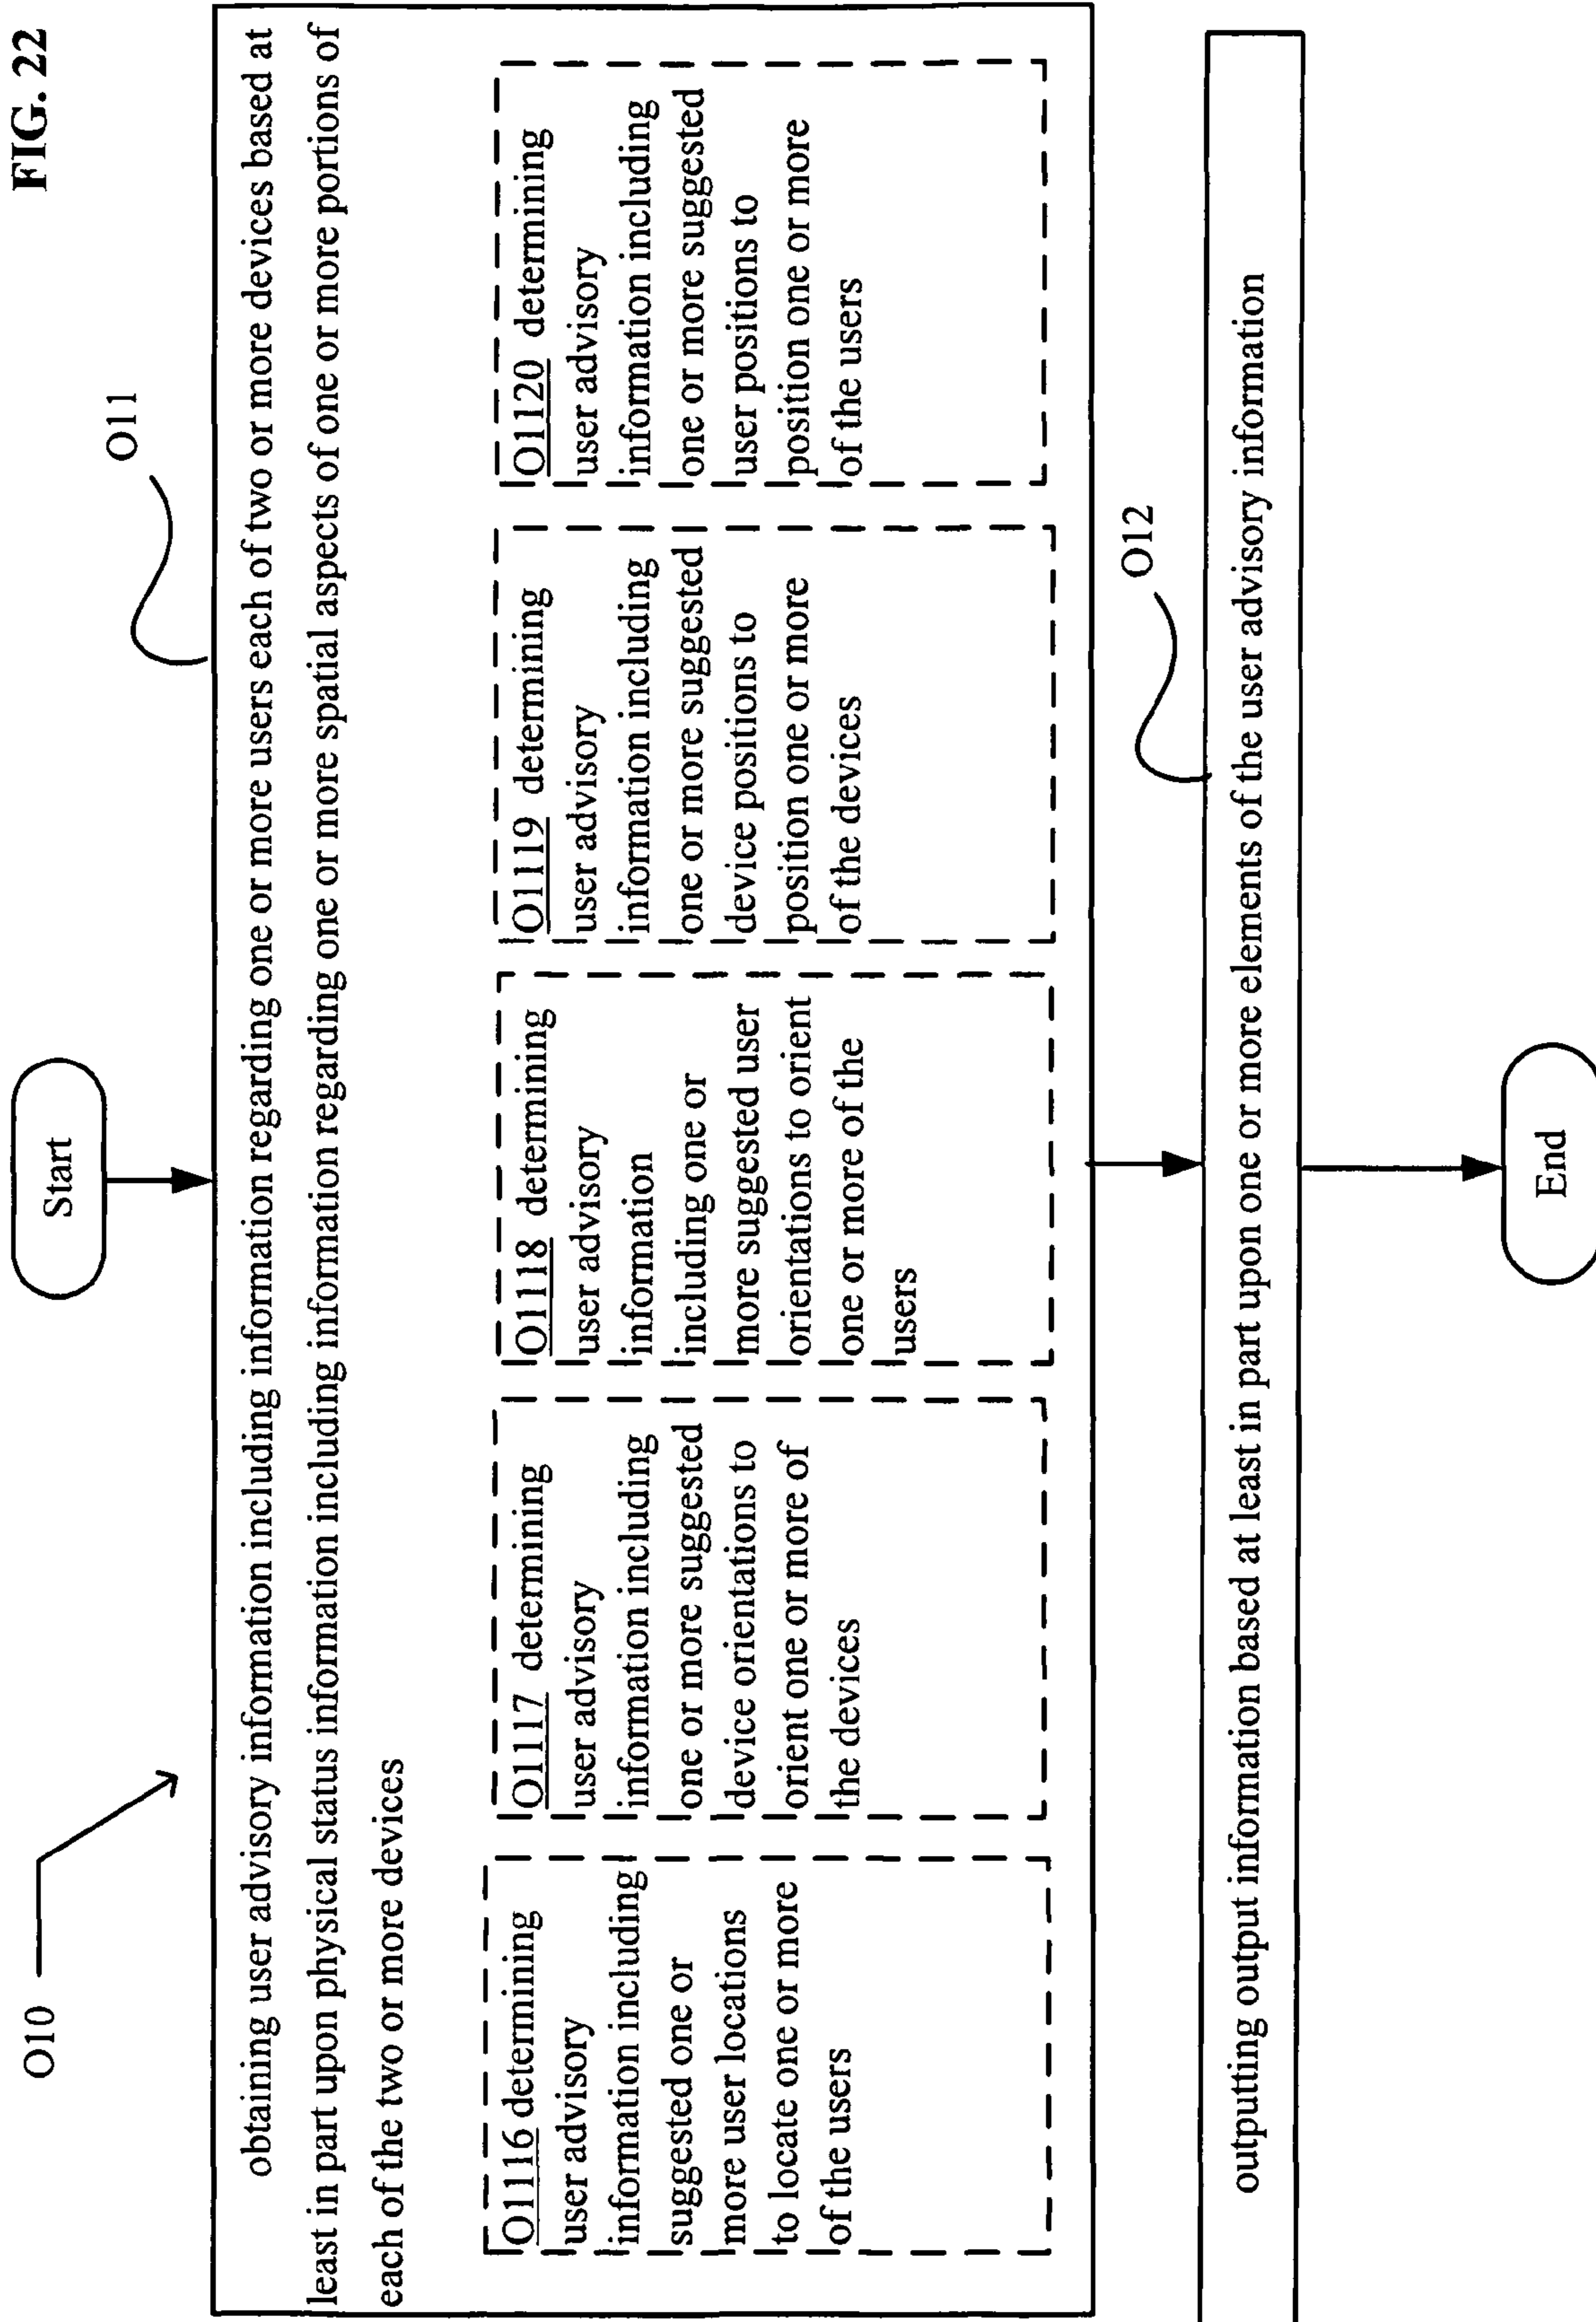 FIG. 22
Start
O10
O11
obtaining user advisory information including information regarding one or more users each of two or more devices based at
least in part upon physical status information including information regarding one or more spatial aspects of one or more portions of
each of the two or more devices
O1116 determining
user advisory
information including
suggested one or
more user locations
to locate one or more
of the users
O1117 determining
user advisory
information including
one or more suggested
device orientations to
orient one or more of
the devices
O1118 determining
user advisory
information
including one or
more suggested user
orientations to orient
one or more of the
users
O1119 determining
user advisory
information including
one or more suggested
device positions to
position one or more
of the devices
O1120 determining
user advisory
information including
one or more suggested
user positions to
position one or more
of the users
O12
outputting output information based at least in part upon one or more elements of the user advisory information
End